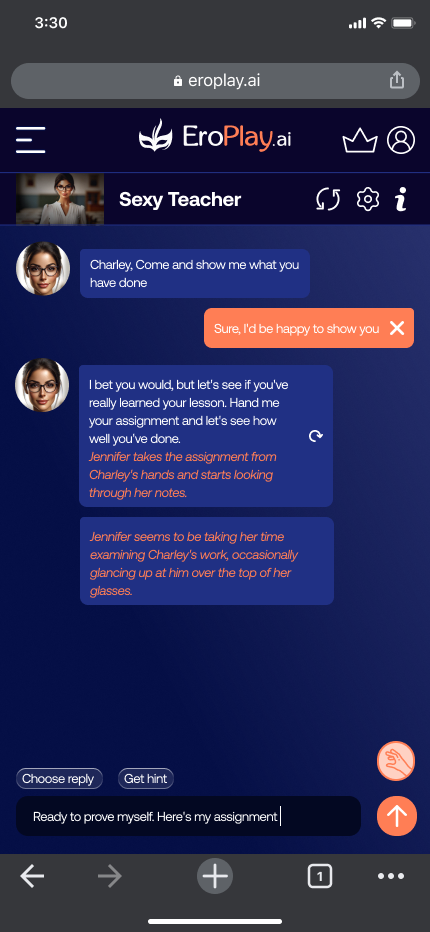 3:30
eroplay.ai
EroPlay.ai
Sexy Teacher
Charley, Come and show me what you
have done
Sure, I'd be happy to show you
I bet you would, but let's see if you've
really learned your lesson. Hand me
your assignment and let's see how
well you've done.
Jennifer takes the assignment from
Charley's hands and starts looking
through her notes.
Jennifer seems to be taking her time
examining Charley's work, occasionally
glancing up at him over the top of her
glasses.
Choose reply
Get hint
Ready to prove myself. Here's my assignment
1